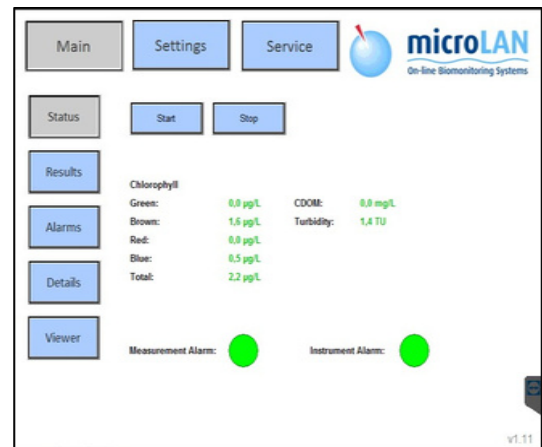 Main Settings Service microLAN
On-line Biomonitoring Systems
Status Start Stop
Results
Chlorophyll
Green: 0,0 µg/L CDOM: 0,0 mg/L
Brown: 1,6 µg/L Turbidity: 1,4 TU
Alarms
Red: 0,0 µg/L
Blue: 0,5 µg/L
Details
Total: 2,2 µg/L
Viewer
Measurement Alarm: Instrument Alarm:
v1.11